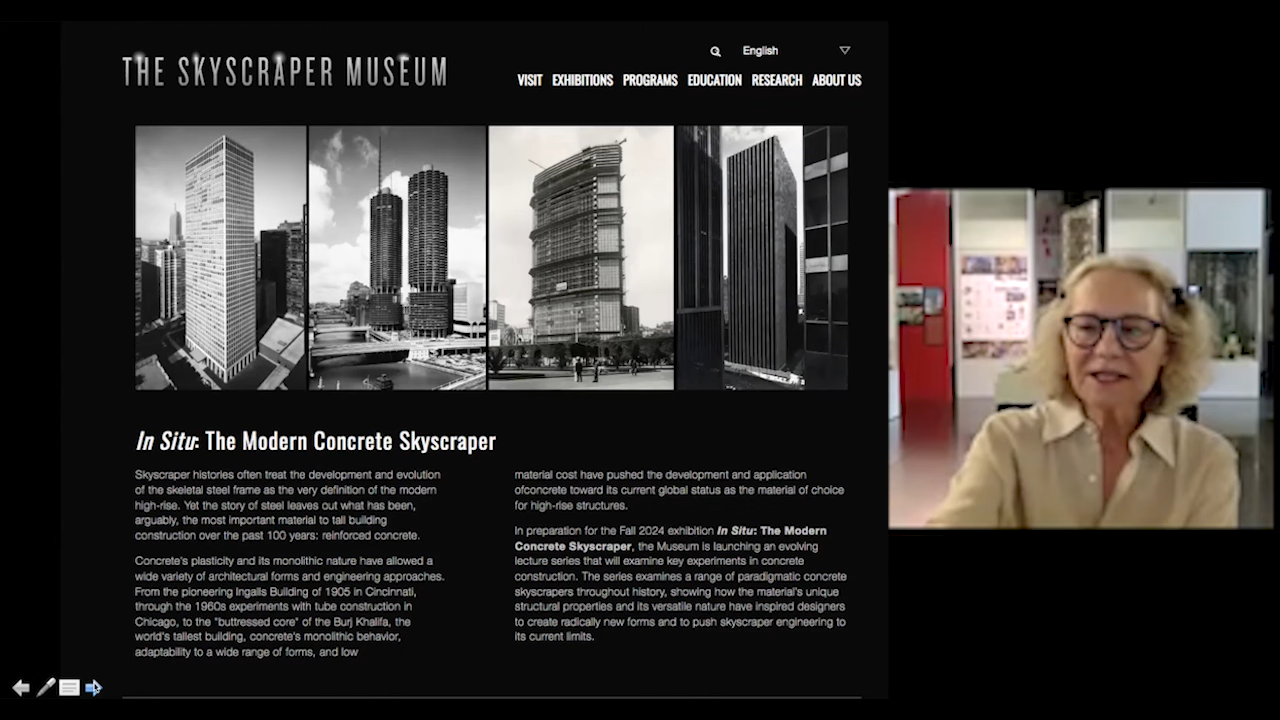 THE SKYSCRAPER MUSEUM
English
VISIT EXHIBITIONS PROGRAMS EDUCATION RESEARCH ABOUT US
In Situ: The Modern Concrete Skyscraper
Skyscraper histories often treat the development and evolution
of the skeletal steel frame as the very definition of the modern
high-rise. Yet the story of steel leaves out what has been,
arguably, the most important material to tall building
construction over the past 100 years: reinforced concrete.
Concrete's plasticity and its monolithic nature have allowed a
wide variety of architectural forms and engineering approaches.
From the pioneering Ingalls Building of 1905 in Cincinnati,
through the 1960s experiments with tube construction in
Chicago, to the "buttressed core" of the Burj Khalifa, the
world's tallest building, concrete's monolithic behavior,
adaptability to a wide range of forms, and low
material cost have pushed the development and application
ofconcrete toward its current global status as the material of choice
for high-rise structures.
In preparation for the Fall 2024 exhibition In Situ: The Modern
Concrete Skyscraper, the Museum is launching an evolving
lecture series that will examine key experiments in concrete
construction. The series examines a range of paradigmatic concrete
skyscrapers throughout history, showing how the material's unique
structural properties and its versatile nature have inspired designers
to create radically new forms and to push skyscraper engineering to
its current limits.